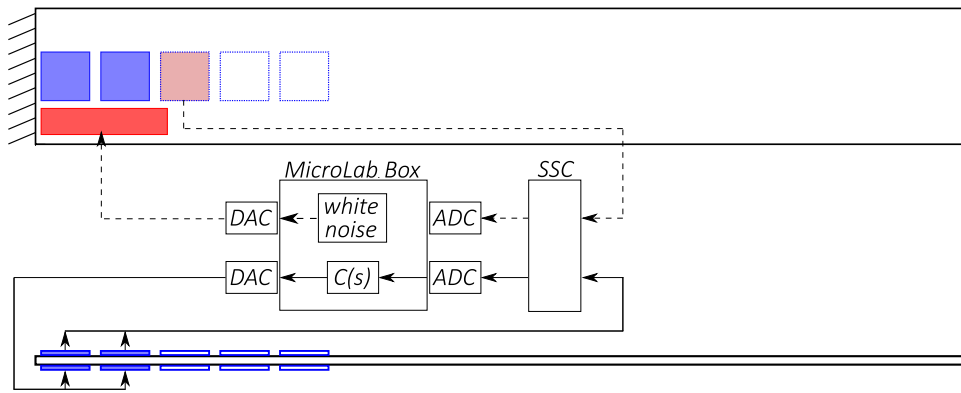 MicroLab Box
SSC
DAC
white
noise
ADC
DAC
C(s)
ADC